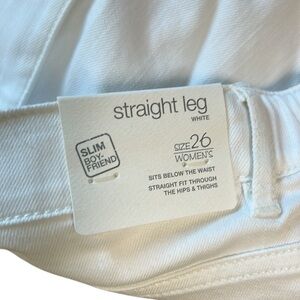 straight leg
WHITE
SLIM
BOY-
FRIEND
SIZE 26
WOMEN'S
SITS BELOW THE WAIST
STRAIGHT FIT THROUGH
THE HIPS & THIGHS